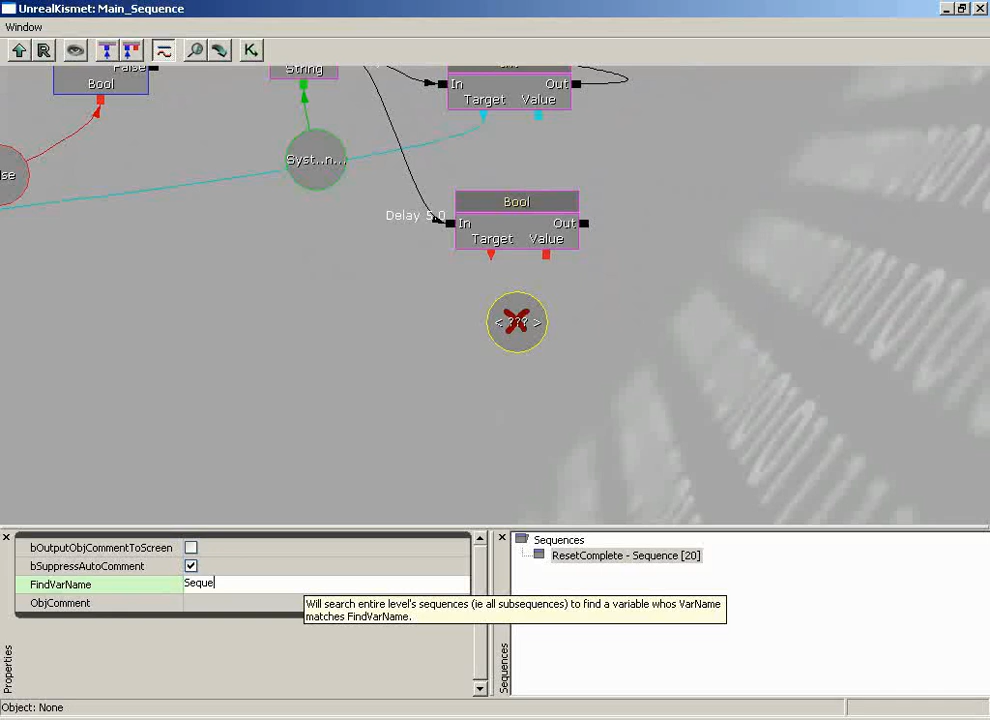 UnrealKismet: Main_Sequence
Window
False
Bool
String
In
Out
Target
Value
Syst..n...
se
Bool
Delay 5.0
In
Out
Target
Value
< ??? >
bOutputObjCommentToScreen
bSuppressAutoComment
FindVarName
Seque
ObjComment
Will search entire level's sequences (ie all subsequences) to find a variable whos VarName
matches FindVarName.
Sequences
ResetComplete - Sequence [20]
Properties
Sequences
Object: None